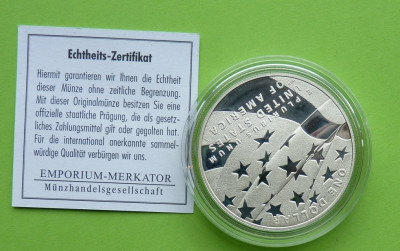 Echtheits-Zertifikat
Hiermit garantieren wir Ihnen die Echtheit
dieser Münze ohne zeitliche Begrenzung.
Mit dieser Originalmünze besitzen Sie eine
offizielle staatliche Prägung, die als gesetz-
liches Zahlungsmittel gilt oder gegolten hat.
Für die international anerkannte sammel-
würdige Qualität verbürgen wir uns.
EMPORIUM-MERKATOR
Münzhandelsgesellschaft
UNITED STATES
OF AMERICA
PLURIBUS
UNUM
ONE DOLLAR